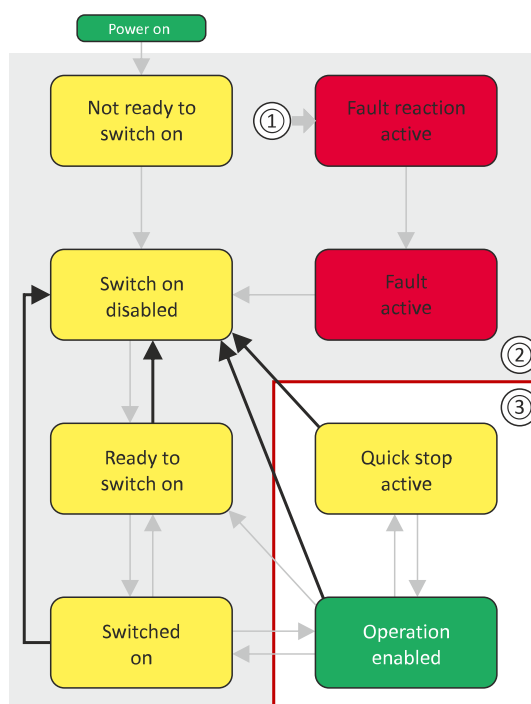 Power on
Not ready to
switch on
1
Fault reaction
active
Switch on
disabled
Fault
active
2
3
Ready to
switch on
Quick stop
active
Switched
on
Operation
enabled